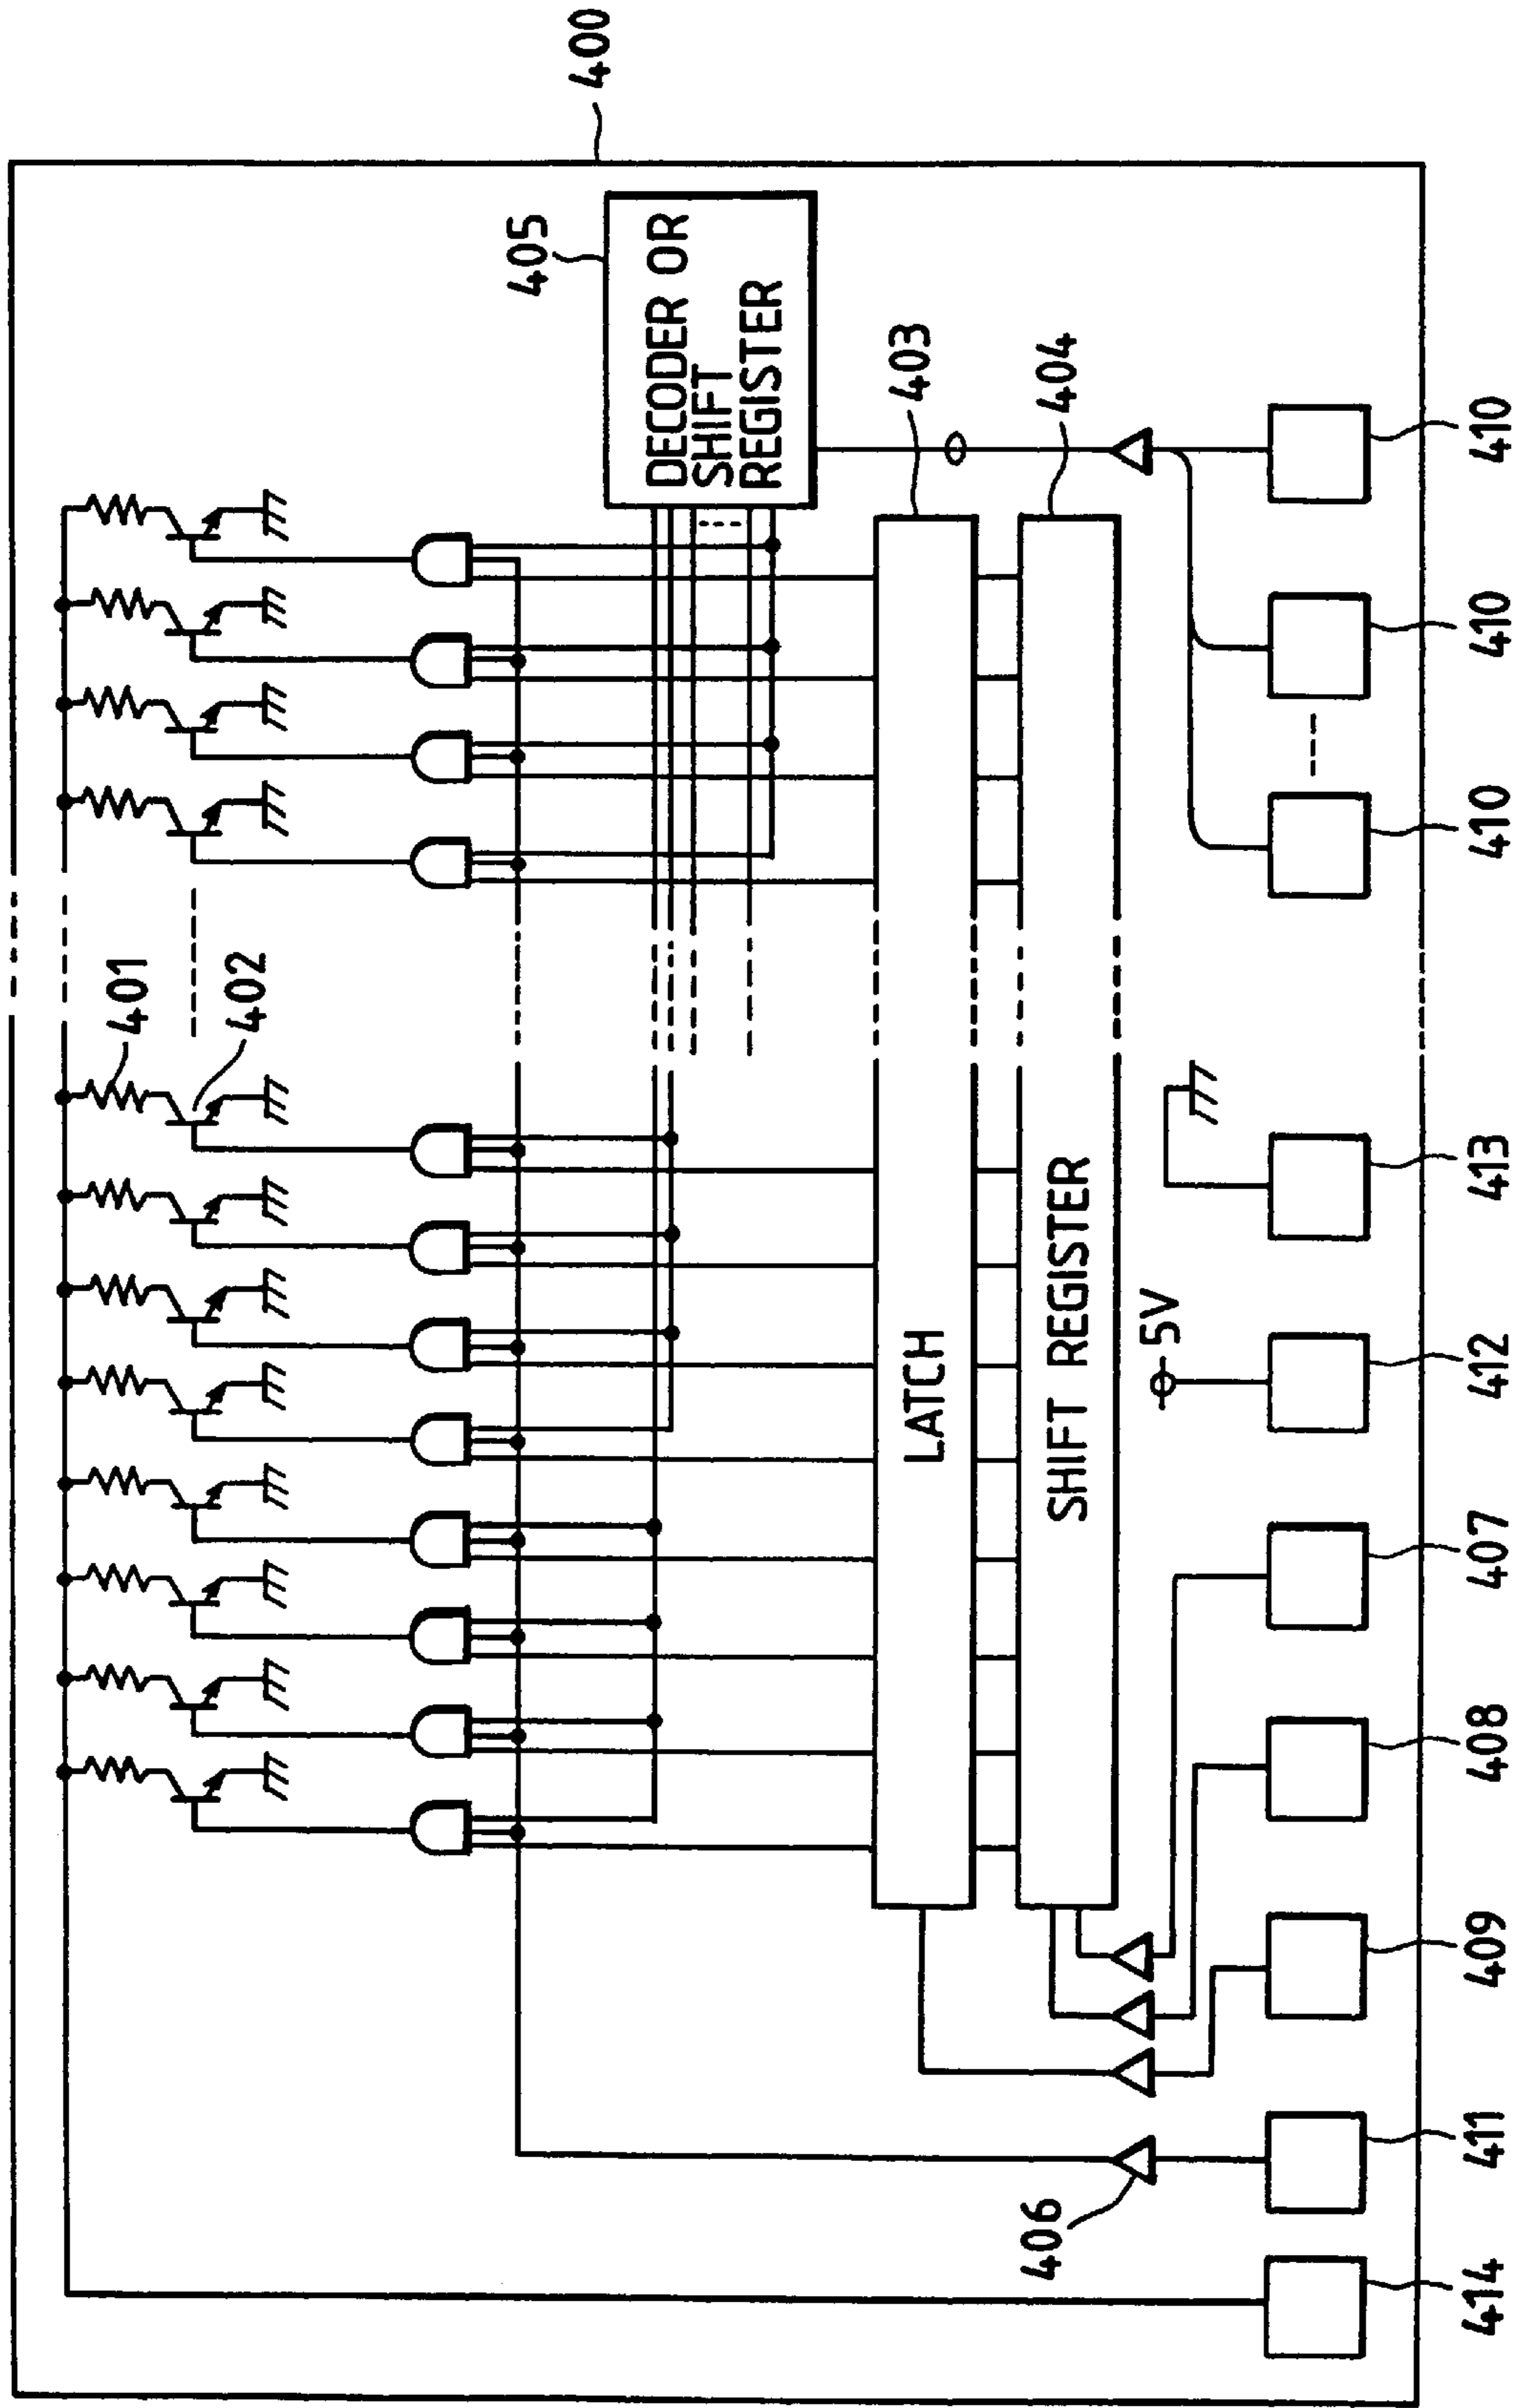 400
401
402
405
DECODER OR
SHIFT
REGISTER
403
LATCH
404
SHIFT REGISTER
5V
406
414
411
409
408
407
412
413
410
410
410